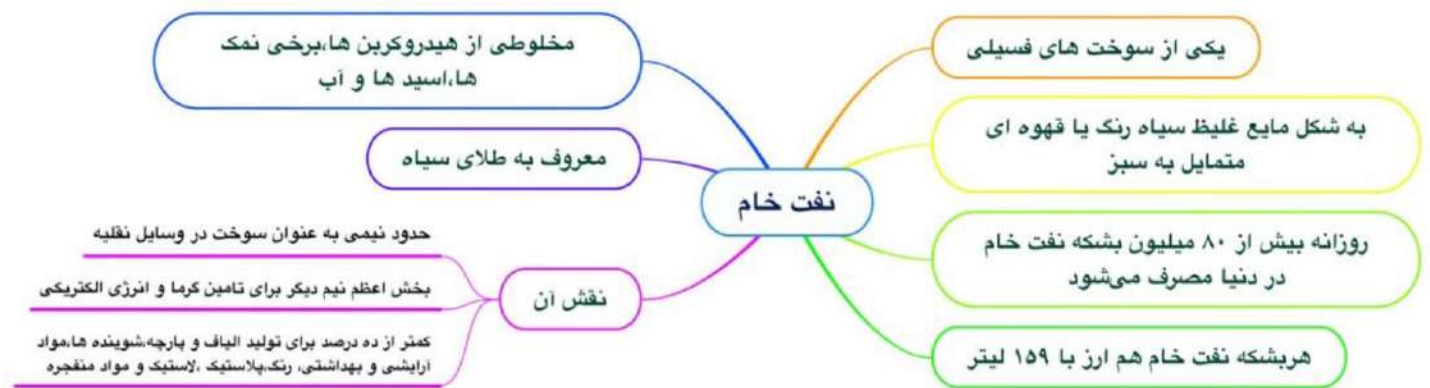 نفت خام
یکی از سوخت های فسیلی
به شکل مایع غلیظ سیاه رنگ یا قهوه ای
متمایل به سبز
روزانه بیش از ۸۰ میلیون بشکه نفت خام
در دنیا مصرف می‌شود
هربشکه نفت خام هم ارز با ۱۵۹ لیتر
مخلوطی از هیدروکربن ها،برخی نمک
ها،اسید ها و آب
معروف به طلای سیاه
نقش آن
حدود نیمی به عنوان سوخت در وسایل نقلیه
بخش اعظم نیم دیگر برای تامین گرما و انرژی الکتریکی
کمتر از ده درصد برای تولید الیاف و پارچه،شوینده ها،مواد
آرایشی و بهداشتی، رنگ،پلاستیک ،لاستیک و مواد منفجره